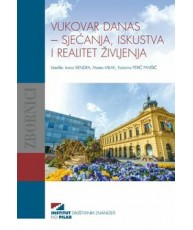 VUKOVAR DANAS
– SJEĆANJA, ISKUSTVA
I REALITET ŽIVLJENJA
ZBORNICI
INSTITUT
DRUŠTVENIH ZNANOSTI
IVO PILAR